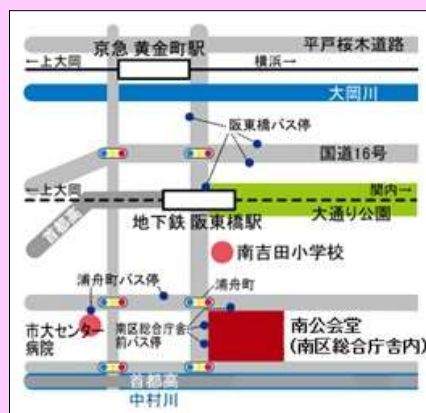 京急 黄金町駅
平戸桜木道路
←上大岡
横浜→
大岡川
阪東橋バス停
国道16号
←上大岡
関内→
首都高
地下鉄 阪東橋駅
大通り公園
南吉田小学校
浦舟町バス停
浦舟町
市大センター
病院
南区総合庁舎
前バス停
南公会堂
(南区総合庁舎内)
首都高
中村川